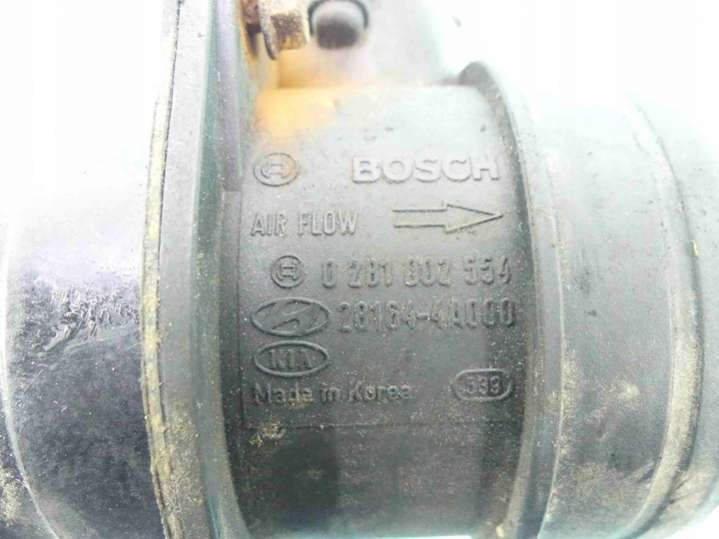 BOSCH
AIR FLOW
0 281 002 554
28164-4A000
KIA
Made in Korea